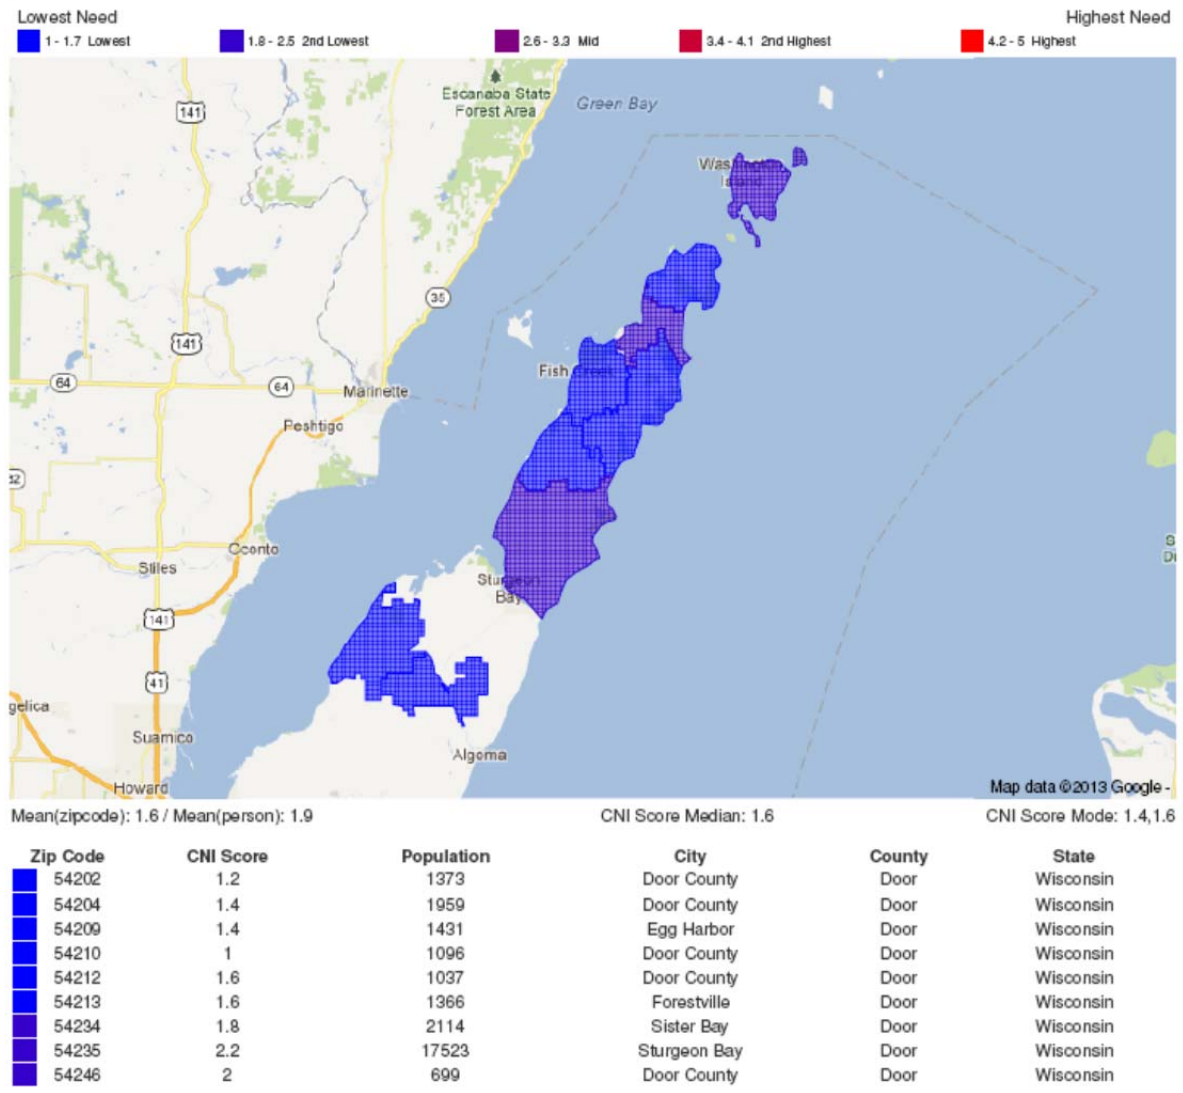 Lowest Need Highest Need
1 - 1.7 Lowest 1.8 - 2.5 2nd Lowest 2.6 - 3.3 Mid 3.4 - 4.1 2nd Highest 4.2 - 5 Highest
Escanaba State
Forest Area
Green Bay
141
Washington
Island
35
141
64
64
Marinette
Fish Creek
Peshtigo
32
Oconto
Stiles
Sturgeon
Bay
141
41
gelica
Suamico
Algoma
Howard
Map data ©2013 Google -
Mean(zipcode): 1.6 / Mean(person): 1.9 CNI Score Median: 1.6 CNI Score Mode: 1.4,1.6
Zip Code CNI Score Population City County State
54202 1.2 1373 Door County Door Wisconsin
54204 1.4 1959 Door County Door Wisconsin
54209 1.4 1431 Egg Harbor Door Wisconsin
54210 1 1096 Door County Door Wisconsin
54212 1.6 1037 Door County Door Wisconsin
54213 1.6 1366 Forestville Door Wisconsin
54234 1.8 2114 Sister Bay Door Wisconsin
54235 2.2 17523 Sturgeon Bay Door Wisconsin
54246 2 699 Door County Door Wisconsin